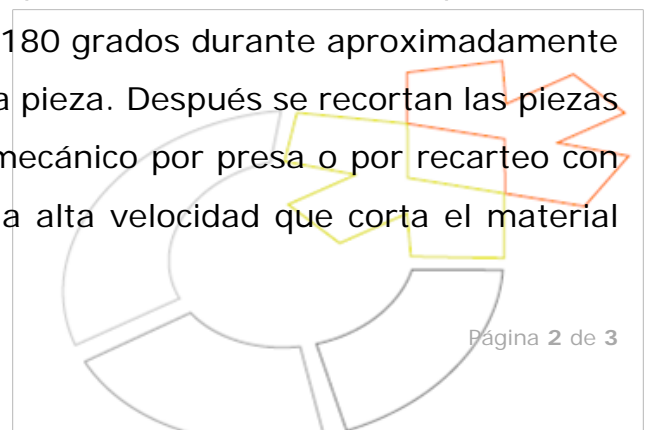 180 grados durante aproximadamente
a pieza. Después se recortan las piezas
mecánico por presa o por recarteo con
a alta velocidad que corta el material
Página 2 de 3